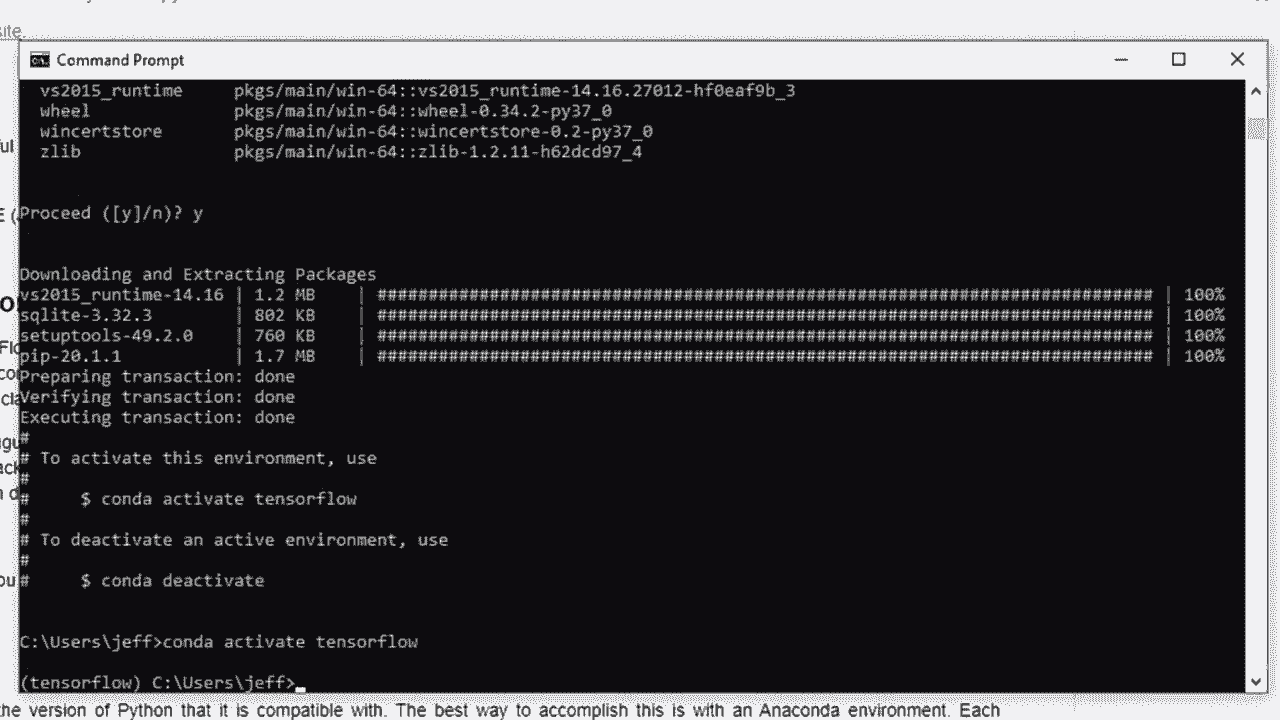 site.
Command Prompt
vs2015_runtime pkgs/main/win-64::vs2015_runtime-14.16.27012-hf0eaf9b_3
wheel pkgs/main/win-64::wheel-0.34.2-py37_0
wincertstore pkgs/main/win-64::wincertstore-0.2-py37_0
zlib pkgs/main/win-64::zlib-1.2.11-h62dcd97_4
Proceed ([y]/n)? y
Downloading and Extracting Packages
vs2015_runtime-14.16 | 1.2 MB | ############################################################################ | 100%
sqlite-3.32.3 | 802 KB | ############################################################################ | 100%
setuptools-49.2.0 | 760 KB | ############################################################################ | 100%
pip-20.1.1 | 1.7 MB | ############################################################################ | 100%
Preparing transaction: done
Verifying transaction: done
Executing transaction: done
#
# To activate this environment, use
#
# $ conda activate tensorflow
#
# To deactivate an active environment, use
#
# $ conda deactivate
C:\Users\jeff>conda activate tensorflow
(tensorflow) C:\Users\jeff>
the version of Python that it is compatible with. The best way to accomplish this is with an Anaconda environment. Each